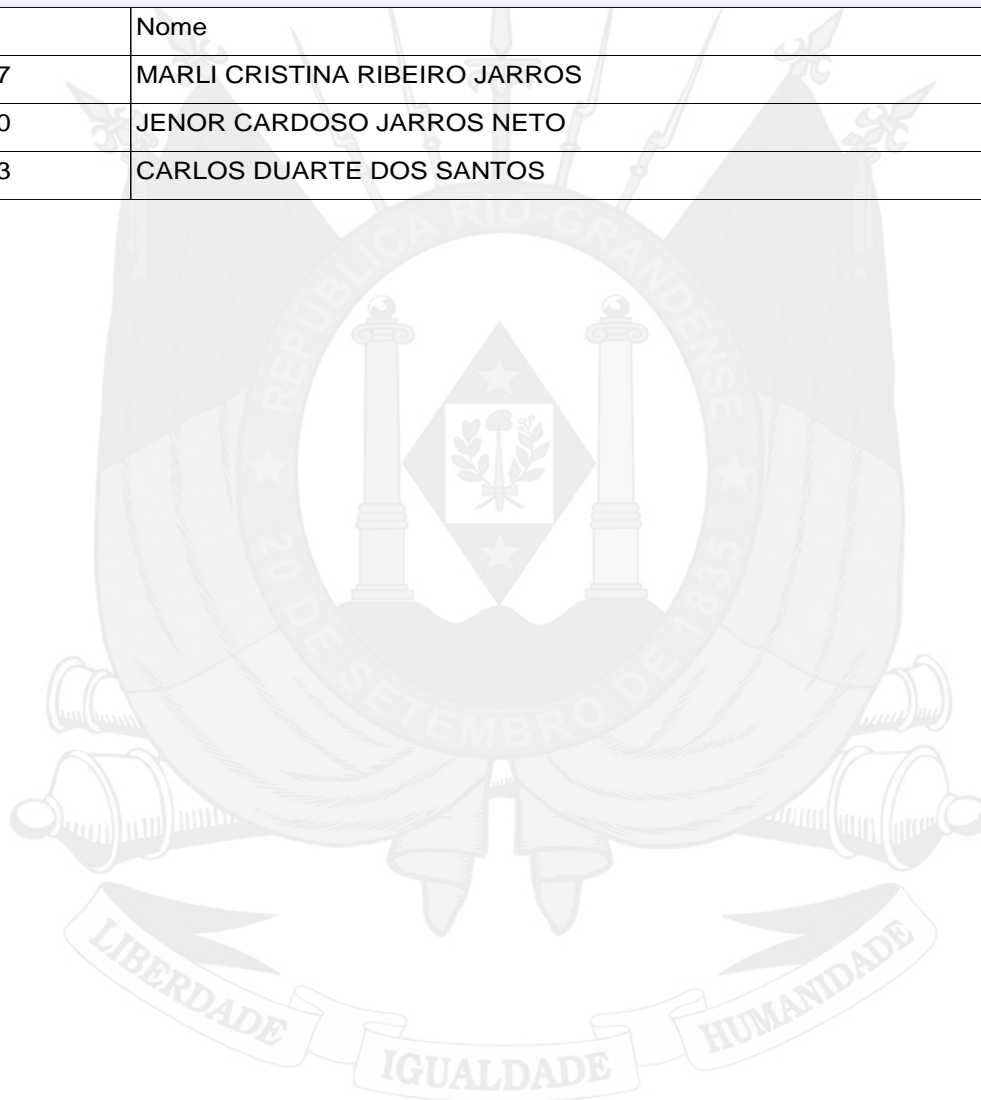 Nome
7 MARLI CRISTINA RIBEIRO JARROS
0 JENOR CARDOSO JARROS NETO
3 CARLOS DUARTE DOS SANTOS
REPÚBLICA RIO-GRANDENSE
20 DE SETEMBRO DE 1835
LIBERDADE IGUALDADE HUMANIDADE